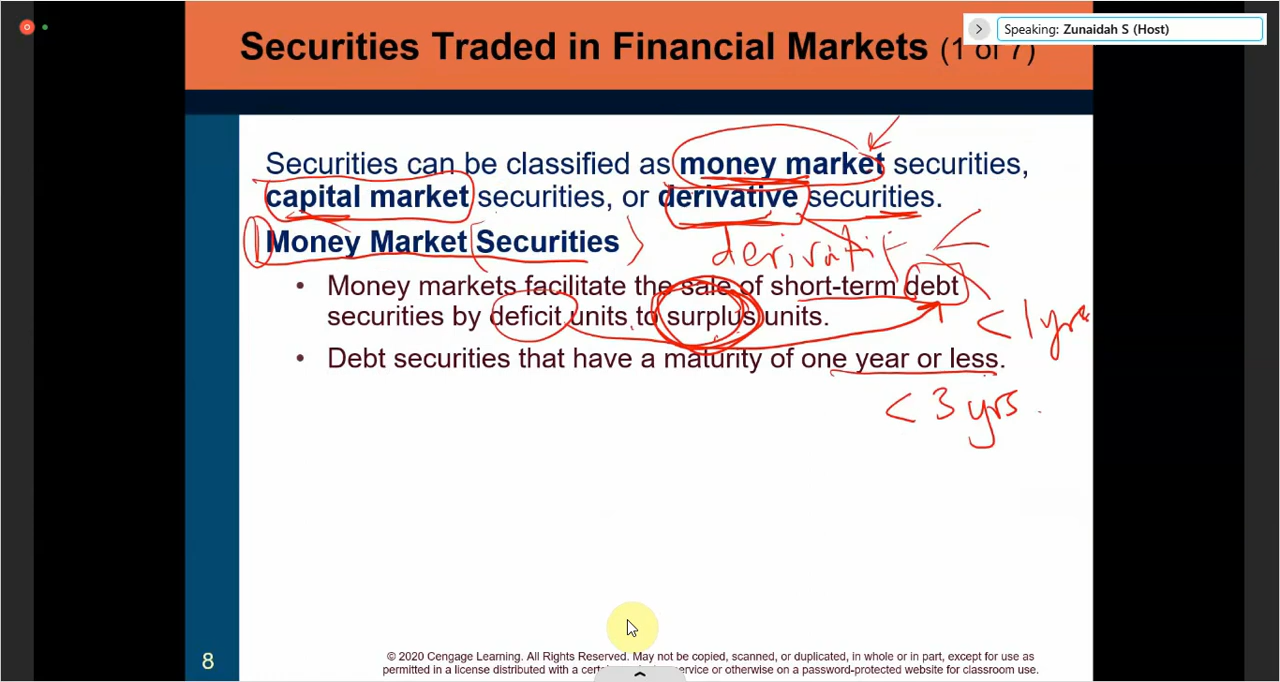 Speaking: Zunaidah S (Host)
Securities Traded in Financial Markets (1 of 7)
Securities can be classified as money market securities,
capital market securities, or derivative securities.
1 Money Market Securities
derivatif
• Money markets facilitate the sale of short-term debt
securities by deficit units to surplus units.
< 1 yrs
• Debt securities that have a maturity of one year or less.
< 3 yrs.
8
© 2020 Cengage Learning. All Rights Reserved. May not be copied, scanned, or duplicated, in whole or in part, except for use as
permitted in a license distributed with a certain service or otherwise on a password-protected website for classroom use.